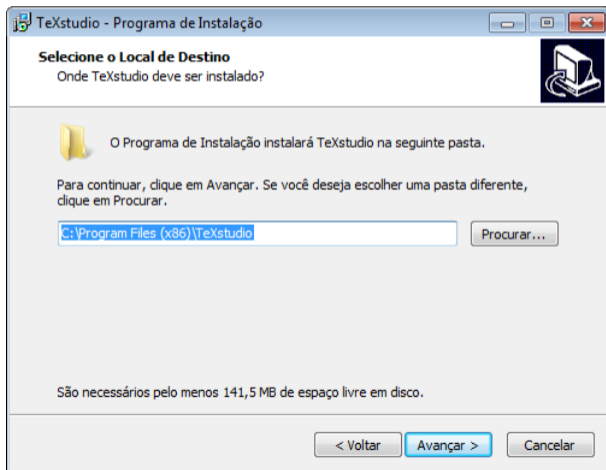 TeXstudio - Programa de Instalação
Selecione o Local de Destino
Onde TeXstudio deve ser instalado?
O Programa de Instalação instalará TeXstudio na seguinte pasta.
Para continuar, clique em Avançar. Se você deseja escolher uma pasta diferente,
clique em Procurar.
C:\Program Files (x86)\TeXstudio
Procurar...
São necessários pelo menos 141,5 MB de espaço livre em disco.
< Voltar
Avançar >
Cancelar